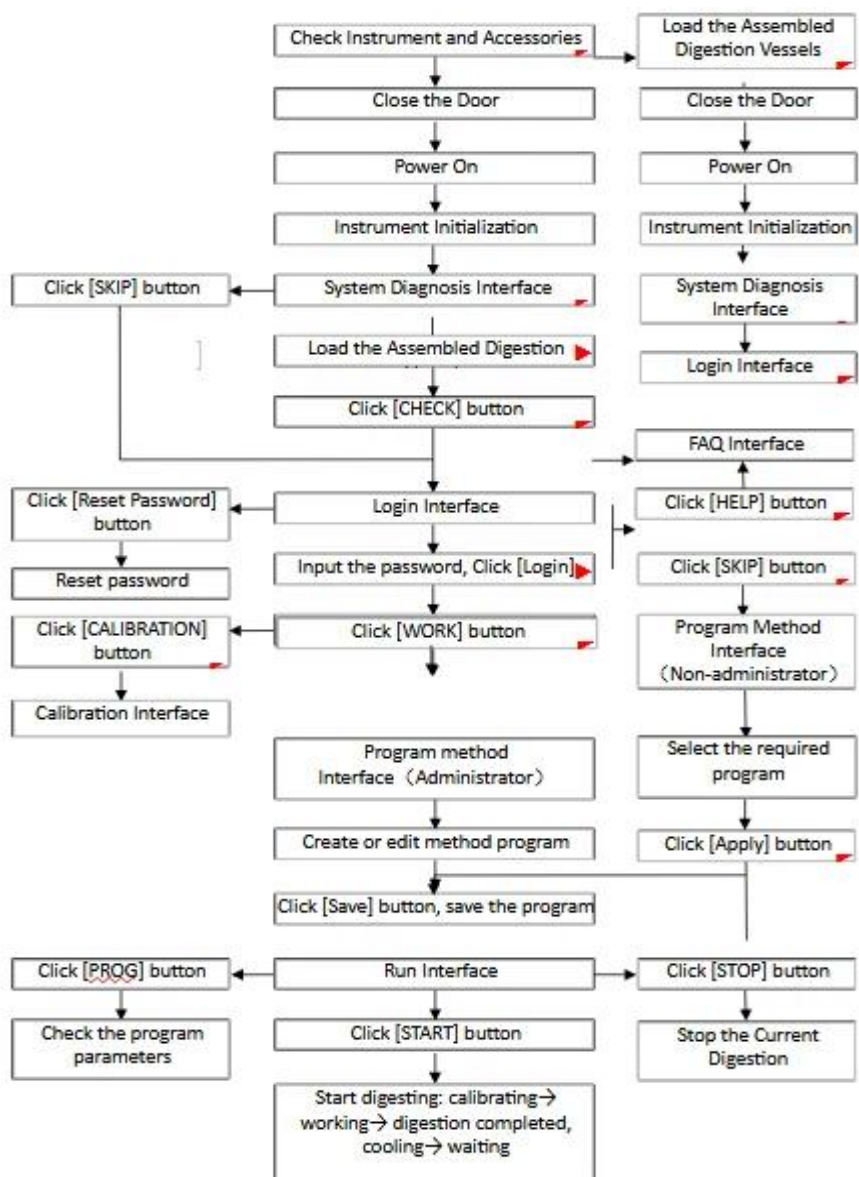 Check Instrument and Accessories
Load the Assembled
Digestion Vessels
Close the Door
Close the Door
Power On
Power On
Instrument Initialization
Instrument Initialization
Click [SKIP] button
System Diagnosis Interface
System Diagnosis
Interface
Load the Assembled Digestion
Login Interface
Click [CHECK] button
FAQ Interface
Click [Reset Password]
button
Login Interface
Click [HELP] button
Reset password
Input the password, Click [Login]
Click [SKIP] button
Click [CALIBRATION]
button
Click [WORK] button
Program Method
Interface
(Non-administrator)
Calibration Interface
Program method
Interface (Administrator)
Select the required
program
Create or edit method program
Click [Apply] button
Click [Save] button, save the program
Click [PROG] button
Run Interface
Click [STOP] button
Check the program
parameters
Click [START] button
Stop the Current
Digestion
Start digesting: calibrating→
working→ digestion completed,
cooling→ waiting